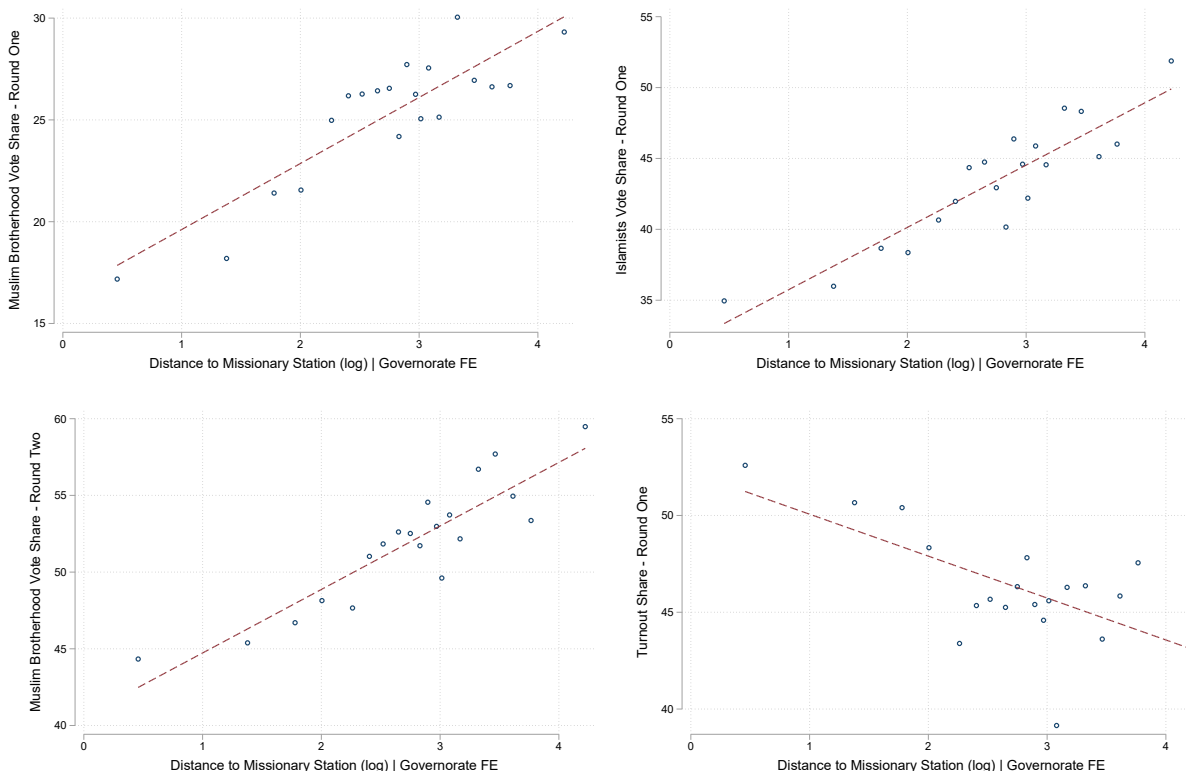 Muslim Brotherhood Vote Share - Round One
30
25
20
15
0 1 2 3 4
Distance to Missionary Station (log) | Governorate FE
Islamists Vote Share - Round One
55
50
45
40
35
0 1 2 3 4
Distance to Missionary Station (log) | Governorate FE
Muslim Brotherhood Vote Share - Round Two
60
55
50
45
40
0 1 2 3 4
Distance to Missionary Station (log) | Governorate FE
Turnout Share - Round One
55
50
45
40
0 1 2 3 4
Distance to Missionary Station (log) | Governorate FE